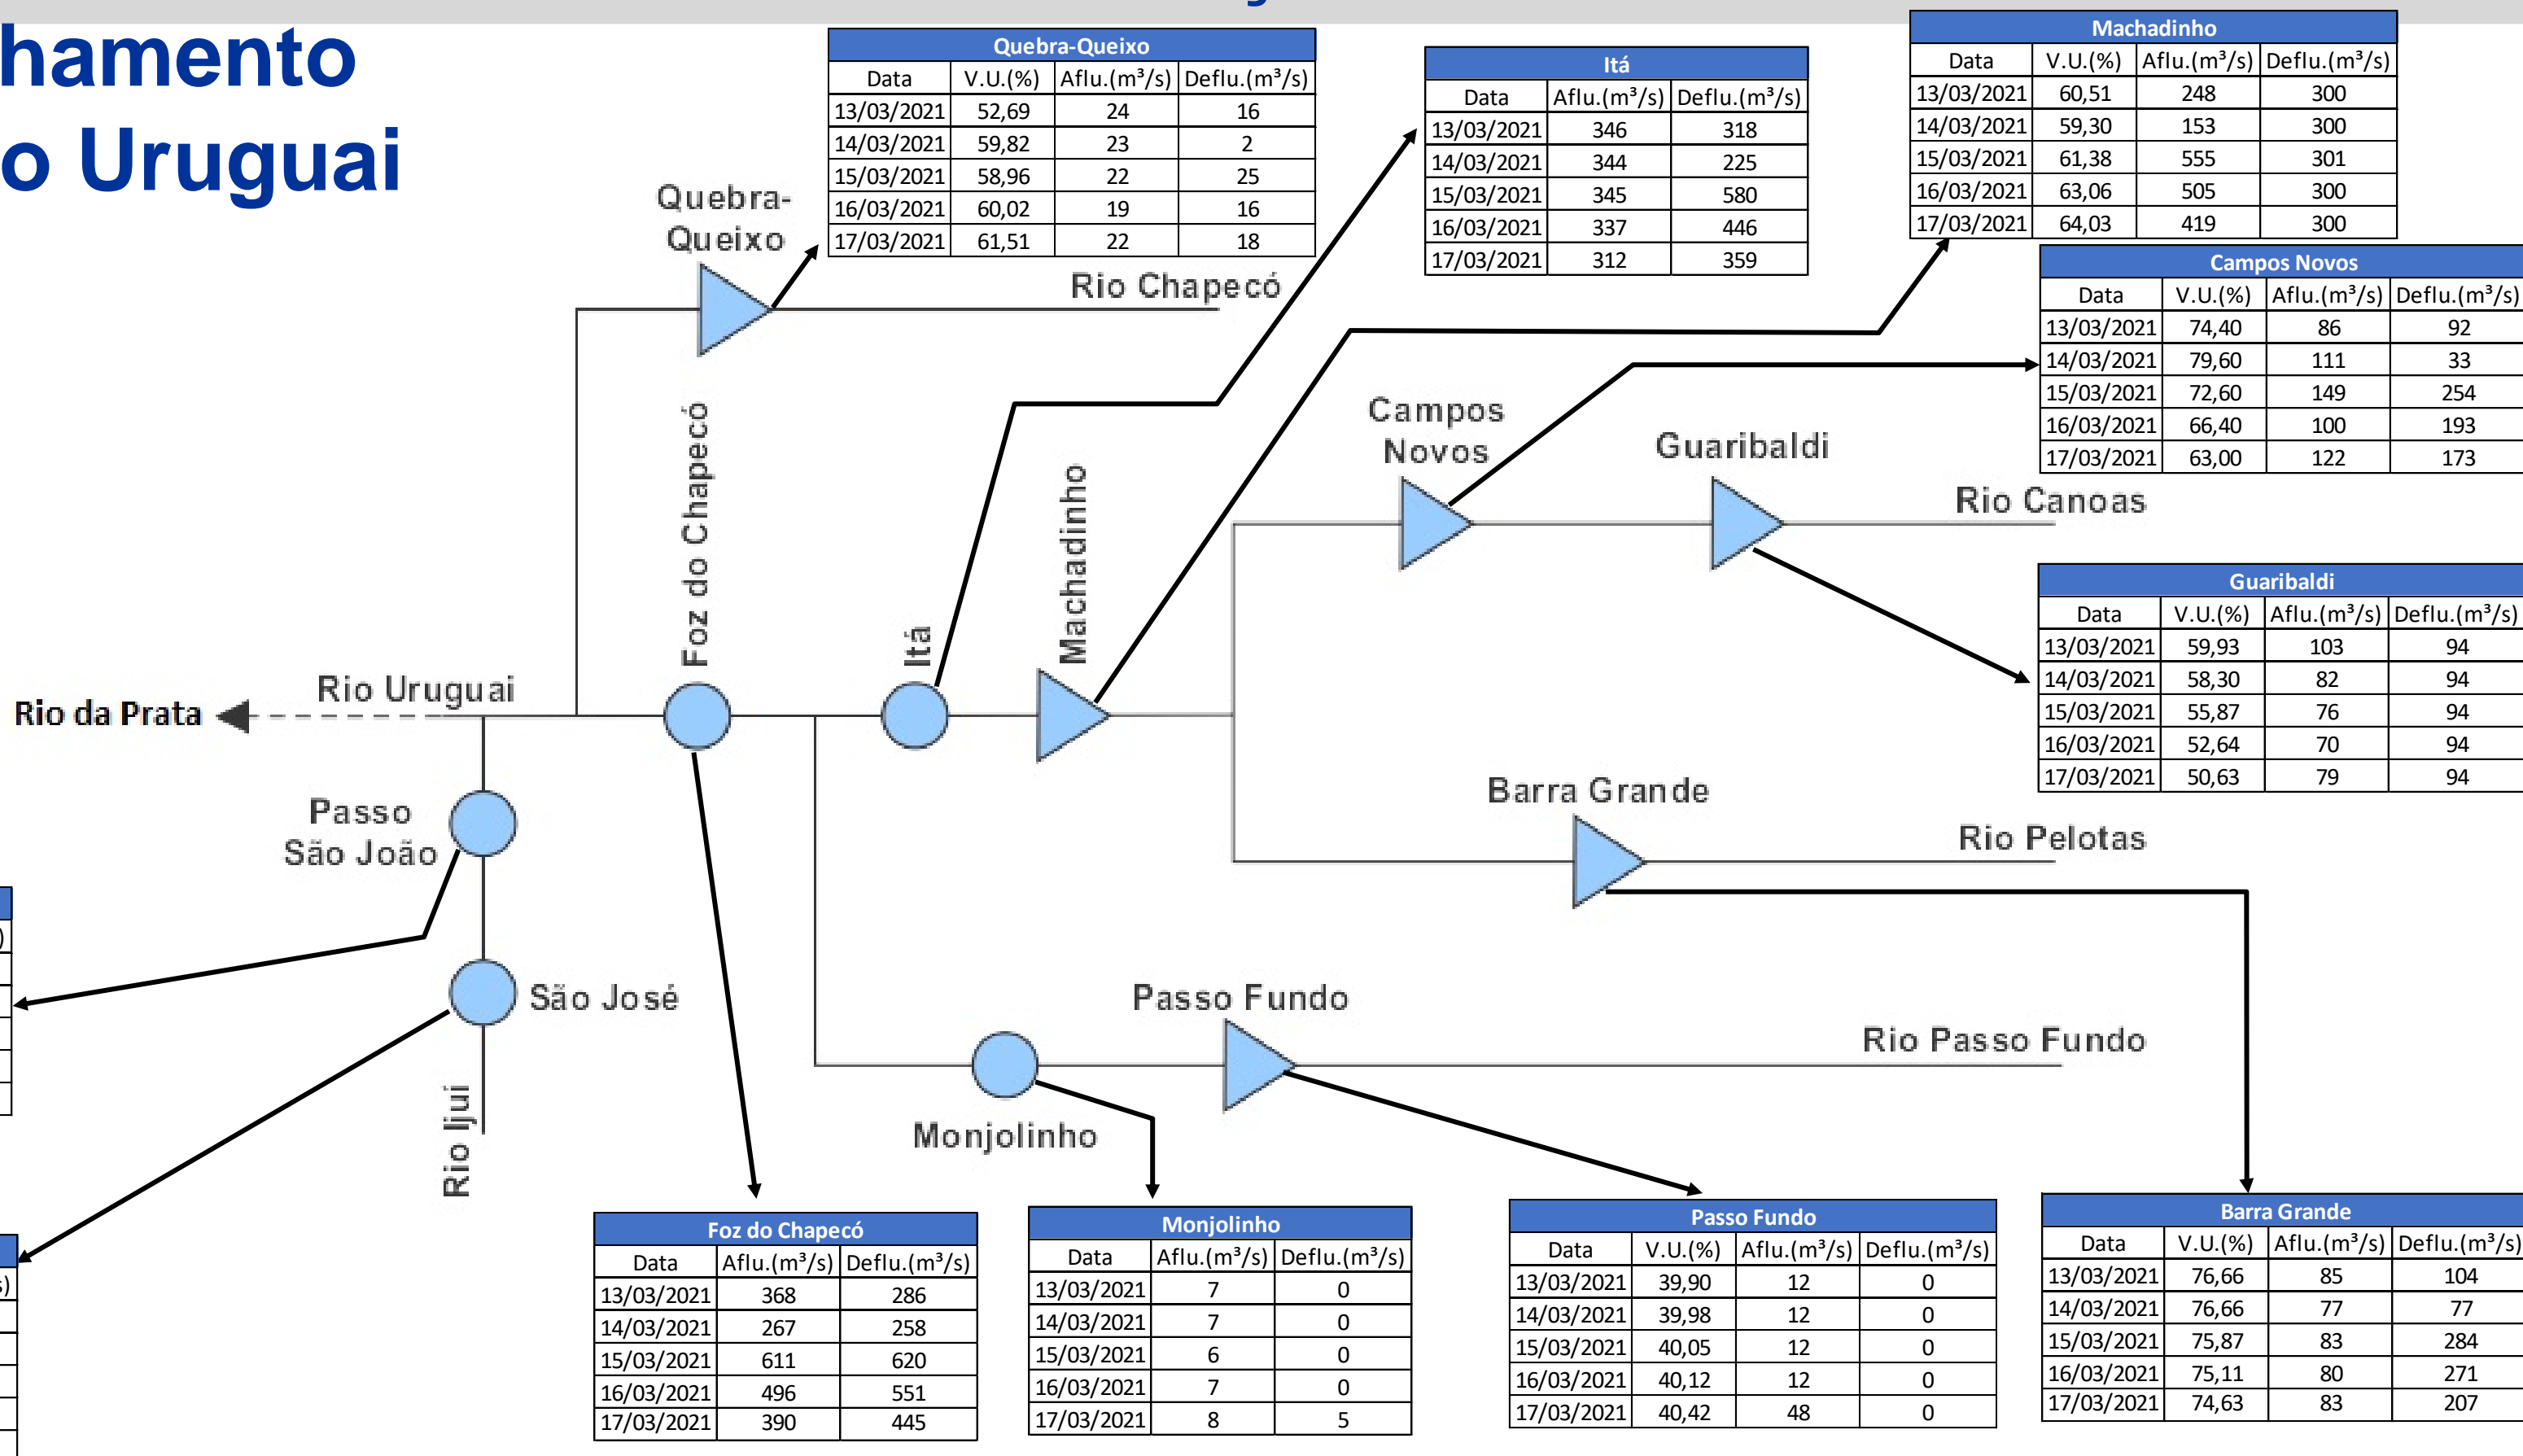 hamento
o Uruguai
Quebra-Queixo
Data V.U.(%) Aflu.(m³/s) Deflu.(m³/s)
13/03/2021 52,69 24 16
14/03/2021 59,82 23 2
15/03/2021 58,96 22 25
16/03/2021 60,02 19 16
17/03/2021 61,51 22 18
Itá
Data Aflu.(m³/s) Deflu.(m³/s)
13/03/2021 346 318
14/03/2021 344 225
15/03/2021 345 580
16/03/2021 337 446
17/03/2021 312 359
Machadinho
Data V.U.(%) Aflu.(m³/s) Deflu.(m³/s)
13/03/2021 60,51 248 300
14/03/2021 59,30 153 300
15/03/2021 61,38 555 301
16/03/2021 63,06 505 300
17/03/2021 64,03 419 300
Campos Novos
Data V.U.(%) Aflu.(m³/s) Deflu.(m³/s)
13/03/2021 74,40 86 92
14/03/2021 79,60 111 33
15/03/2021 72,60 149 254
16/03/2021 66,40 100 193
17/03/2021 63,00 122 173
Quebra-
Queixo
Rio Chapecó
Foz do Chapecó
Itá
Machadinho
Campos
Novos
Guaribaldi
Rio Canoas
Guaribaldi
Data V.U.(%) Aflu.(m³/s) Deflu.(m³/s)
13/03/2021 59,93 103 94
14/03/2021 58,30 82 94
15/03/2021 55,87 76 94
16/03/2021 52,64 70 94
17/03/2021 50,63 79 94
Rio Uruguai
Rio da Prata
Passo
São João
Barra Grande
Rio Pelotas
São José
Rio Ijui
Passo Fundo
Rio Passo Fundo
Monjolinho
)
s)
Foz do Chapecó
Data Aflu.(m³/s) Deflu.(m³/s)
13/03/2021 368 286
14/03/2021 267 258
15/03/2021 611 620
16/03/2021 496 551
17/03/2021 390 445
Monjolinho
Data Aflu.(m³/s) Deflu.(m³/s)
13/03/2021 7 0
14/03/2021 7 0
15/03/2021 6 0
16/03/2021 7 0
17/03/2021 8 5
Passo Fundo
Data V.U.(%) Aflu.(m³/s) Deflu.(m³/s)
13/03/2021 39,90 12 0
14/03/2021 39,98 12 0
15/03/2021 40,05 12 0
16/03/2021 40,12 12 0
17/03/2021 40,42 48 0
Barra Grande
Data V.U.(%) Aflu.(m³/s) Deflu.(m³/s)
13/03/2021 76,66 85 104
14/03/2021 76,66 77 77
15/03/2021 75,87 83 284
16/03/2021 75,11 80 271
17/03/2021 74,63 83 207